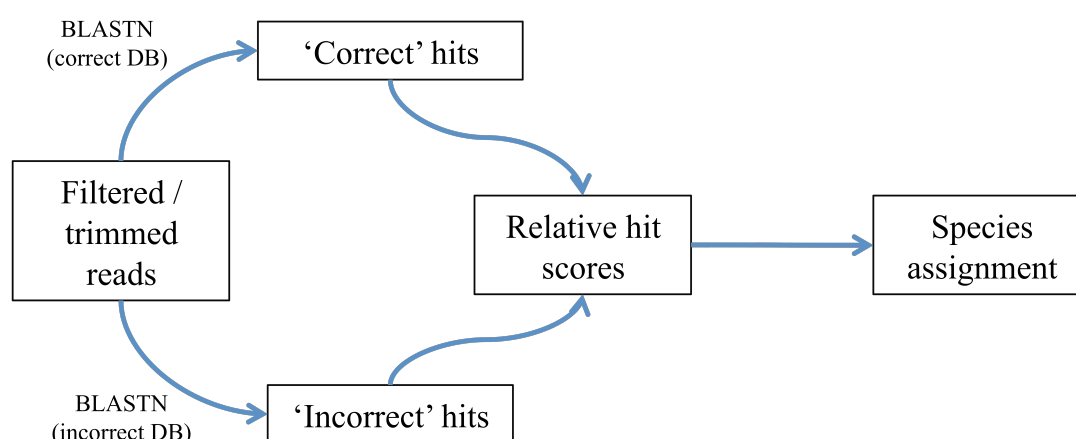 BLASTN
(correct DB)
‘Correct’ hits
Filtered /
trimmed
reads
Relative hit
scores
Species
assignment
BLASTN
(incorrect DB)
‘Incorrect’ hits